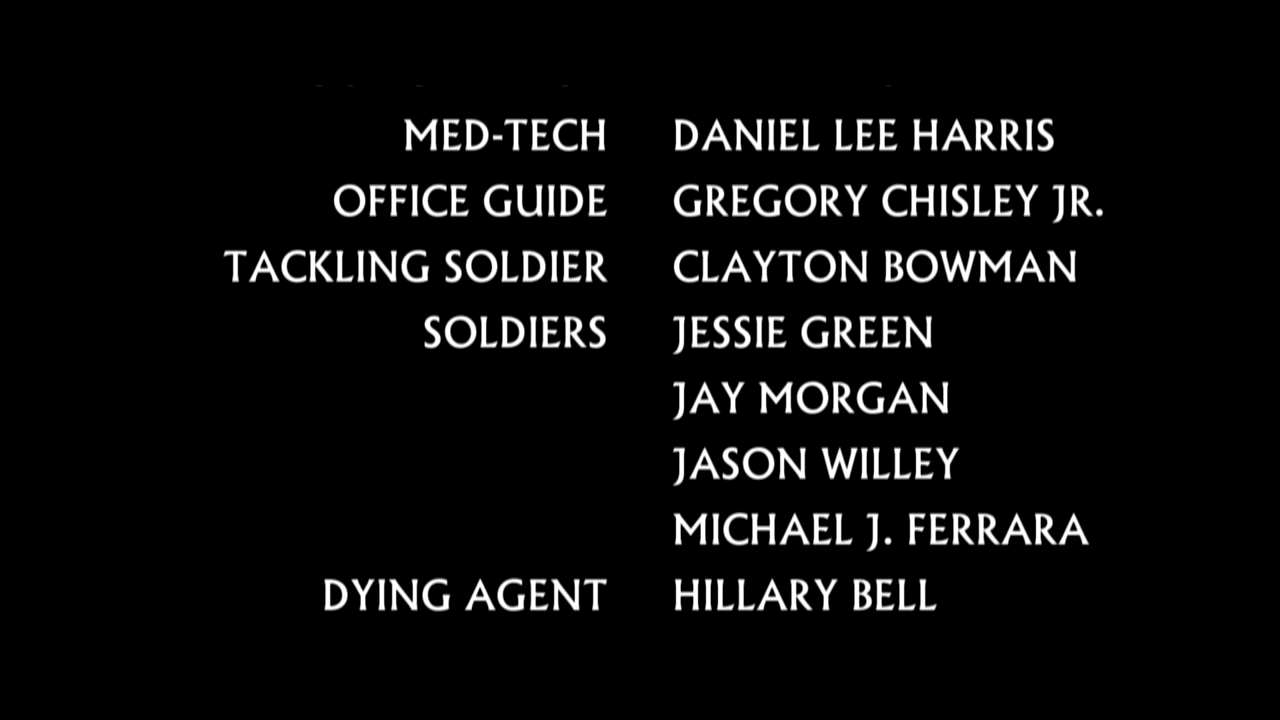 MED-TECH DANIEL LEE HARRIS
OFFICE GUIDE GREGORY CHISLEY JR.
TACKLING SOLDIER CLAYTON BOWMAN
SOLDIERS JESSIE GREEN
JAY MORGAN
JASON WILLEY
MICHAEL J. FERRARA
DYING AGENT HILLARY BELL